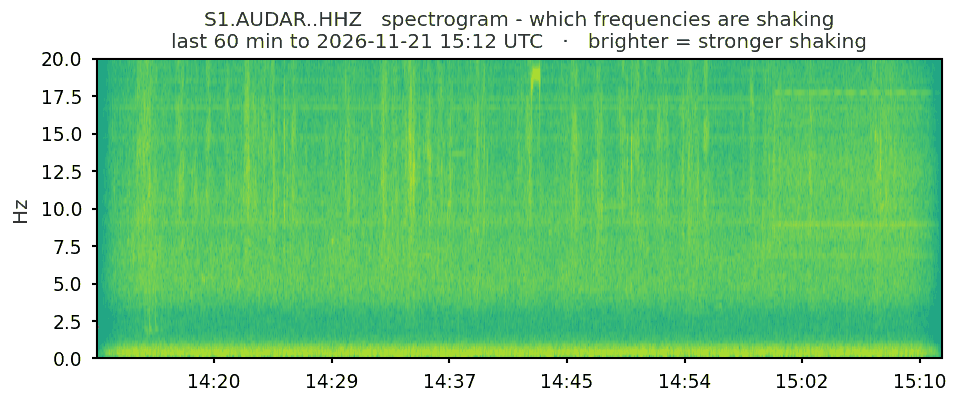 S1.AUDAR..HHZ   spectrogram - which frequencies are shaking
last 60 min to 2026-11-21 15:12 UTC   ·   brighter = stronger shaking
20.0
17.5
15.0
12.5
10.0
7.5
5.0
2.5
0.0
Hz
14:20 14:29 14:37 14:45 14:54 15:02 15:10